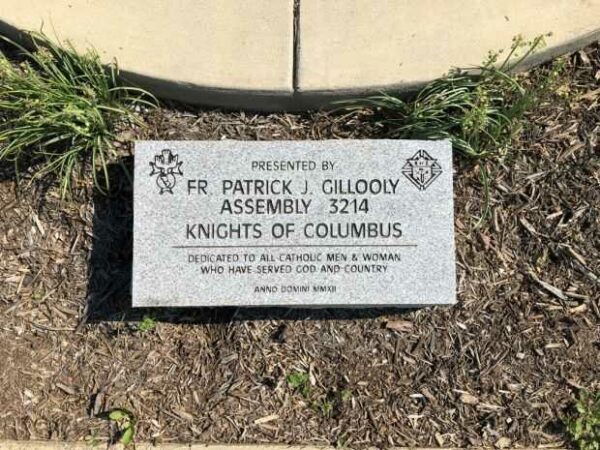 PRESENTED BY
FR. PATRICK J. GILLOOLY
ASSEMBLY 3214
KNIGHTS OF COLUMBUS
DEDICATED TO ALL CATHOLIC MEN & WOMAN
WHO HAVE SERVED GOD AND COUNTRY
ANNO DOMINI MMXII